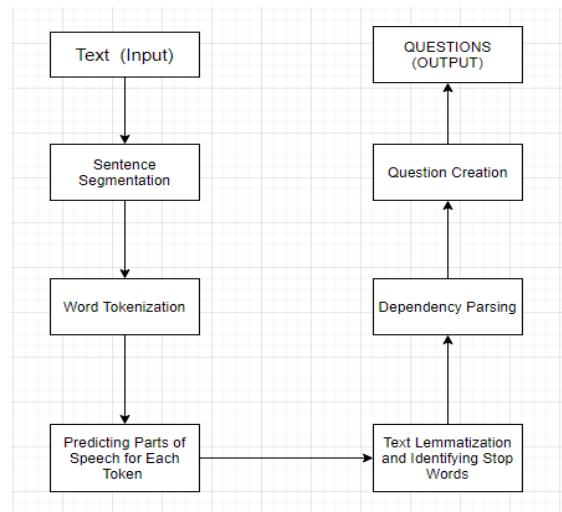 Text (Input)
Sentence
Segmentation
Word Tokenization
Predicting Parts of
Speech for Each
Token
Text Lemmatization
and Identifying Stop
Words
Dependency Parsing
Question Creation
QUESTIONS
(OUTPUT)